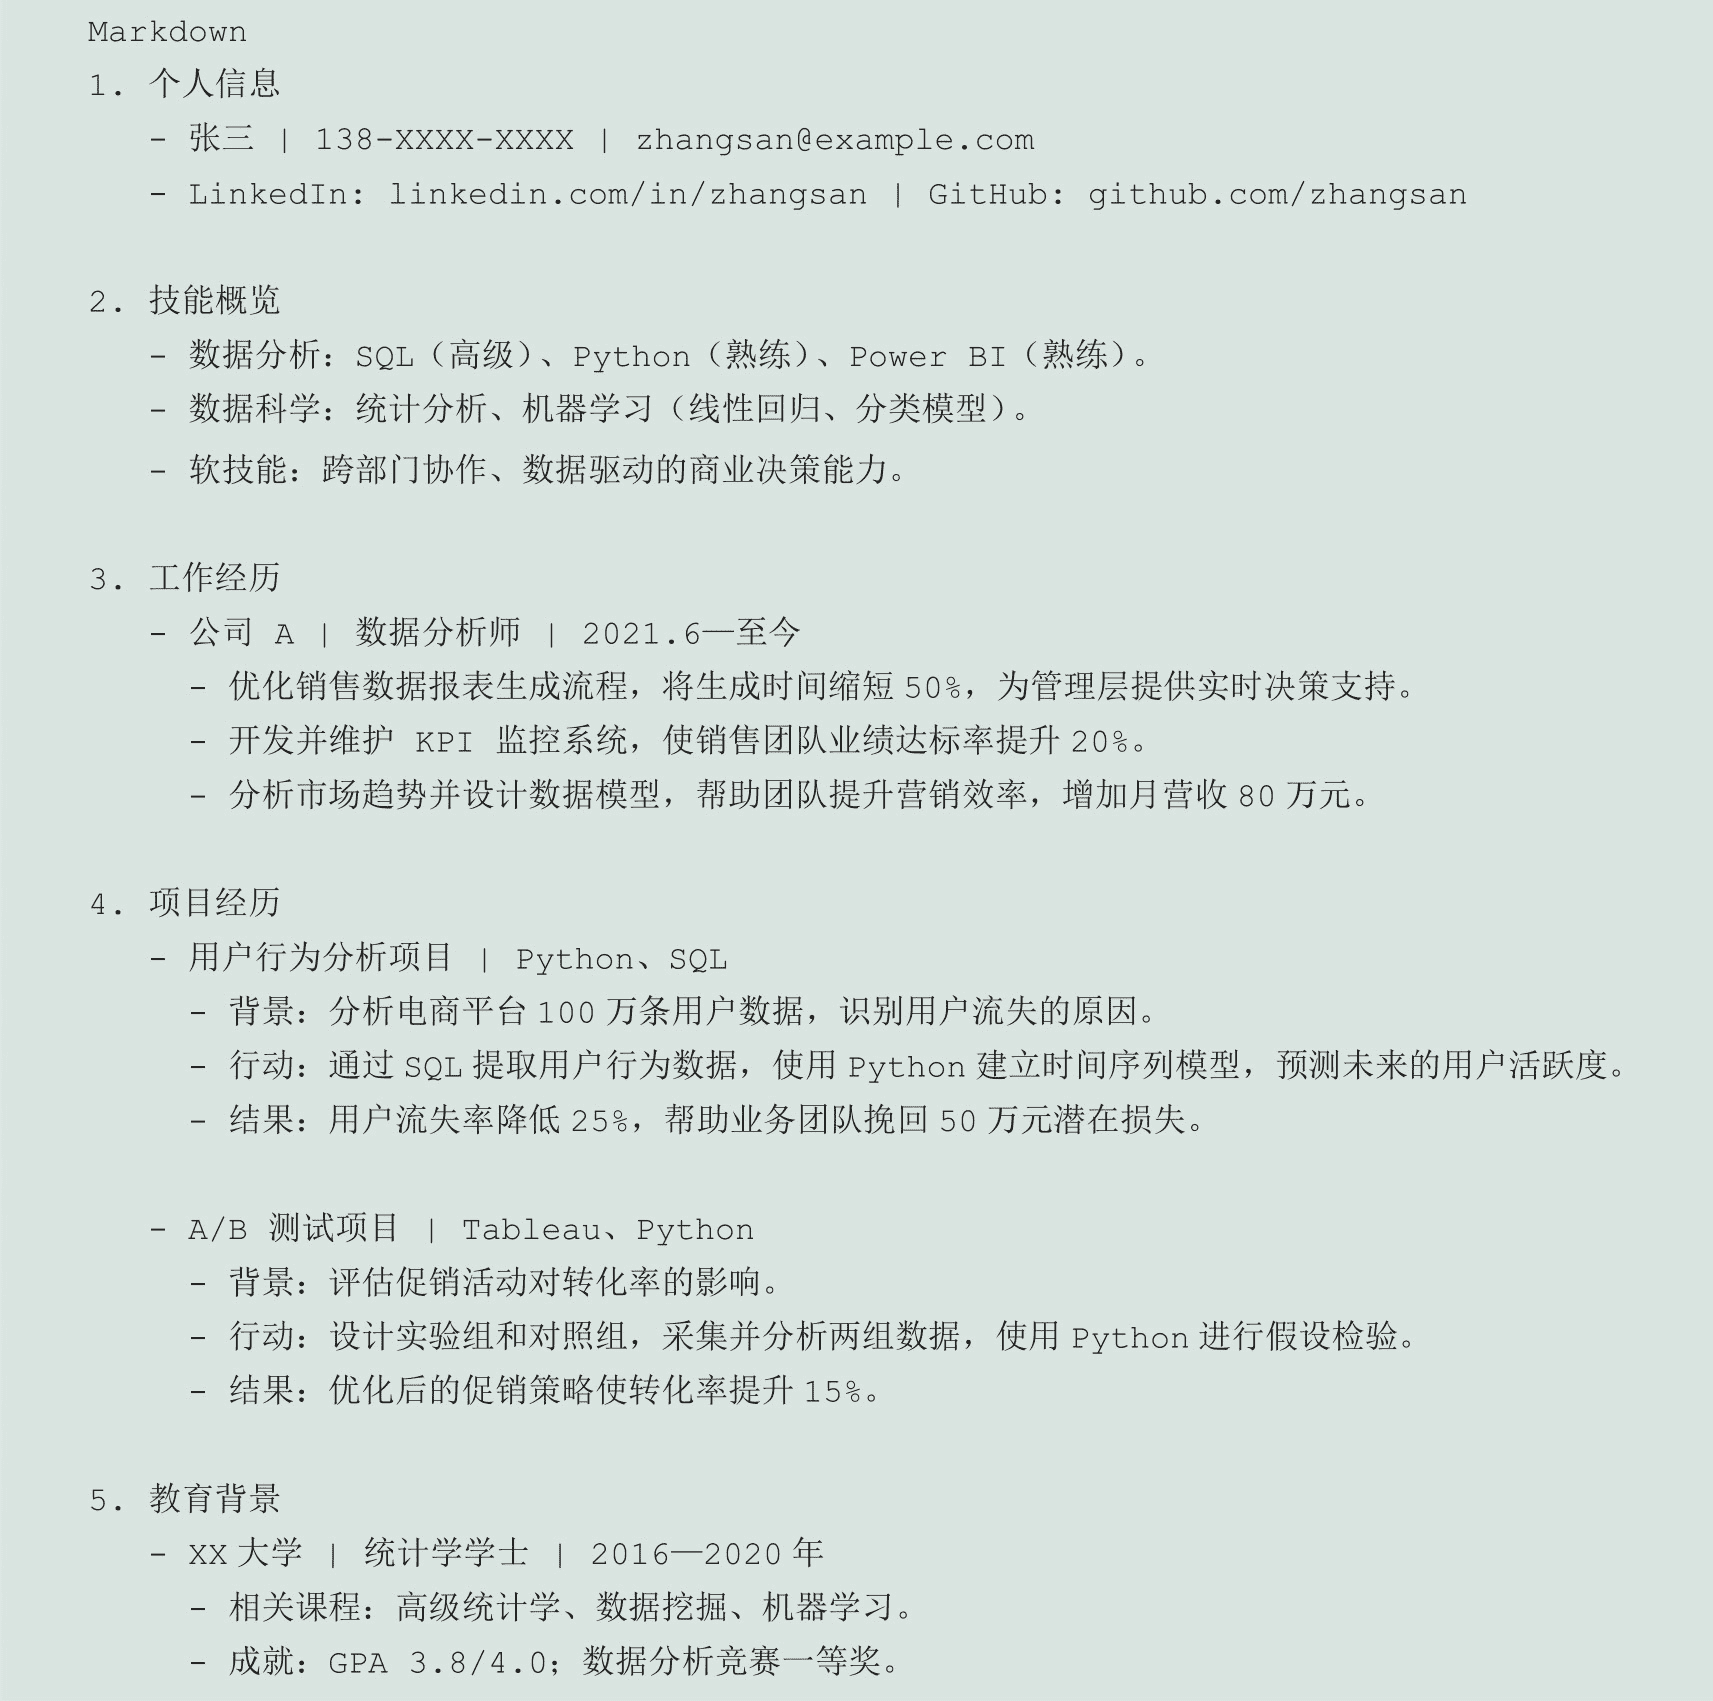 Markdown
1. 个人信息
- 张三 | 138-XXXX-XXXX | zhangsan@example.com
- LinkedIn: linkedin.com/in/zhangsan | GitHub: github.com/zhangsan
2. 技能概览
- 数据分析：SQL（高级）、Python（熟练）、Power BI（熟练）。
- 数据科学：统计分析、机器学习（线性回归、分类模型）。
- 软技能：跨部门协作、数据驱动的商业决策能力。
3. 工作经历
- 公司 A | 数据分析师 | 2021.6—至今
- 优化销售数据报表生成流程，将生成时间缩短 50%，为管理层提供实时决策支持。
- 开发并维护 KPI 监控系统，使销售团队业绩达标率提升 20%。
- 分析市场趋势并设计数据模型，帮助团队提升营销效率，增加月营收 80 万元。
4. 项目经历
- 用户行为分析项目 | Python、SQL
- 背景：分析电商平台 100 万条用户数据，识别用户流失的原因。
- 行动：通过 SQL 提取用户行为数据，使用 Python 建立时间序列模型，预测未来的用户活跃度。
- 结果：用户流失率降低 25%，帮助业务团队挽回 50 万元潜在损失。
- A/B 测试项目 | Tableau、Python
- 背景：评估促销活动对转化率的影响。
- 行动：设计实验组和对照组，采集并分析两组数据，使用 Python 进行假设检验。
- 结果：优化后的促销策略使转化率提升 15%。
5. 教育背景
- XX 大学 | 统计学学士 | 2016—2020 年
- 相关课程：高级统计学、数据挖掘、机器学习。
- 成就：GPA 3.8/4.0；数据分析竞赛一等奖。